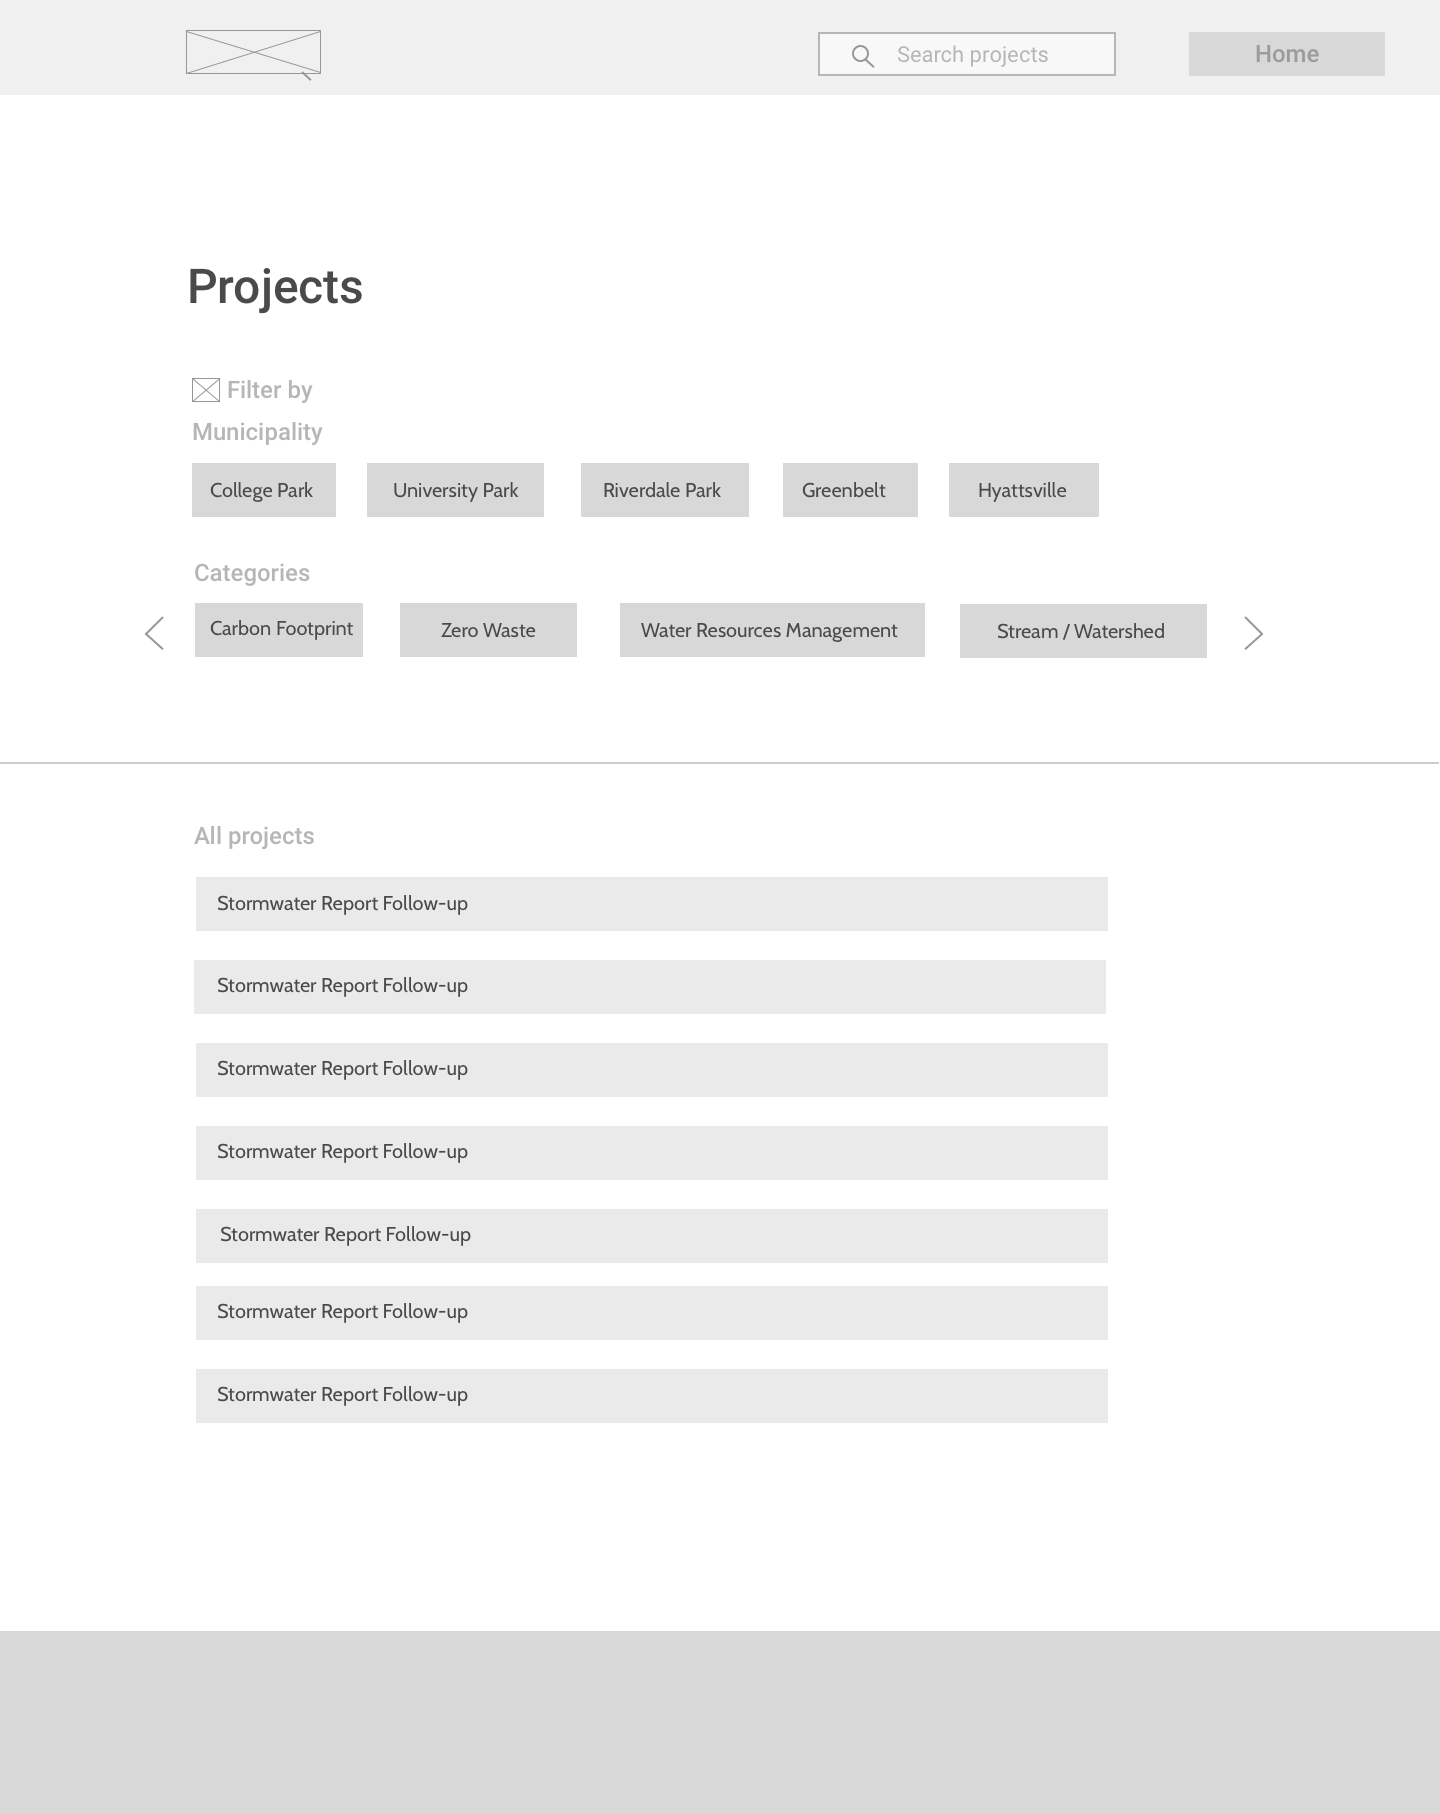 Search projects
Home
Projects
Filter by
Municipality
College Park
University Park
Riverdale Park
Greenbelt
Hyattsville
Categories
Carbon Footprint
Zero Waste
Water Resources Management
Stream / Watershed
All projects
Stormwater Report Follow-up
Stormwater Report Follow-up
Stormwater Report Follow-up
Stormwater Report Follow-up
Stormwater Report Follow-up
Stormwater Report Follow-up
Stormwater Report Follow-up